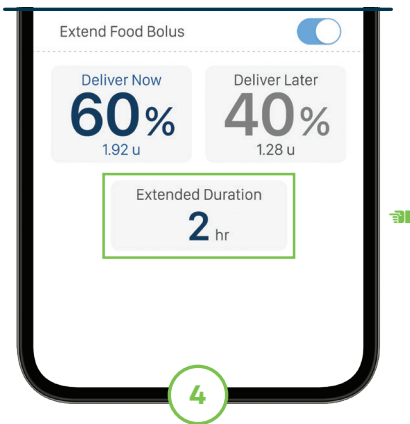 Extend Food Bolus
Deliver Now
60%
1.92 u
Deliver Later
40%
1.28 u
Extended Duration
2 hr
4